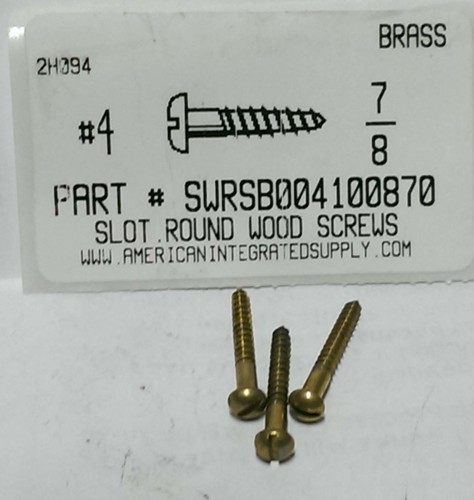 BRASS
2H094
#4 7/8
PART # SWRSB004100870
SLOT.ROUND WOOD SCREWS
WWW.AMERICANINTEGRATEDSUPPLY.COM